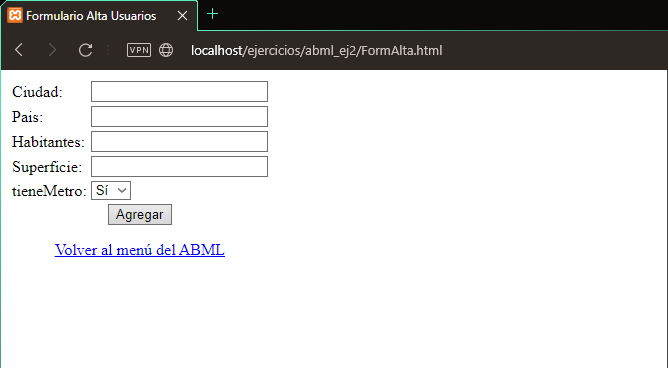 Formulario Alta Usuarios
VPN localhost/ejercicios/abml_ej2/FormAlta.html
Ciudad:
Pais:
Habitantes:
Superfície:
tieneMetro: Sí
Agregar
Volver al menú del ABML